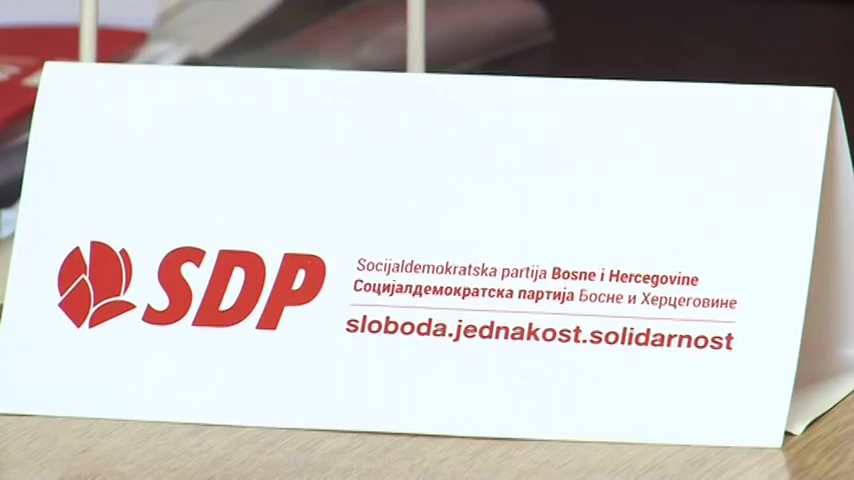 SDP
Socijaldemokratska partija Bosne i Hercegovine
Социјалдемократска партија Босне и Херцеговине
sloboda.jednakost.solidarnost